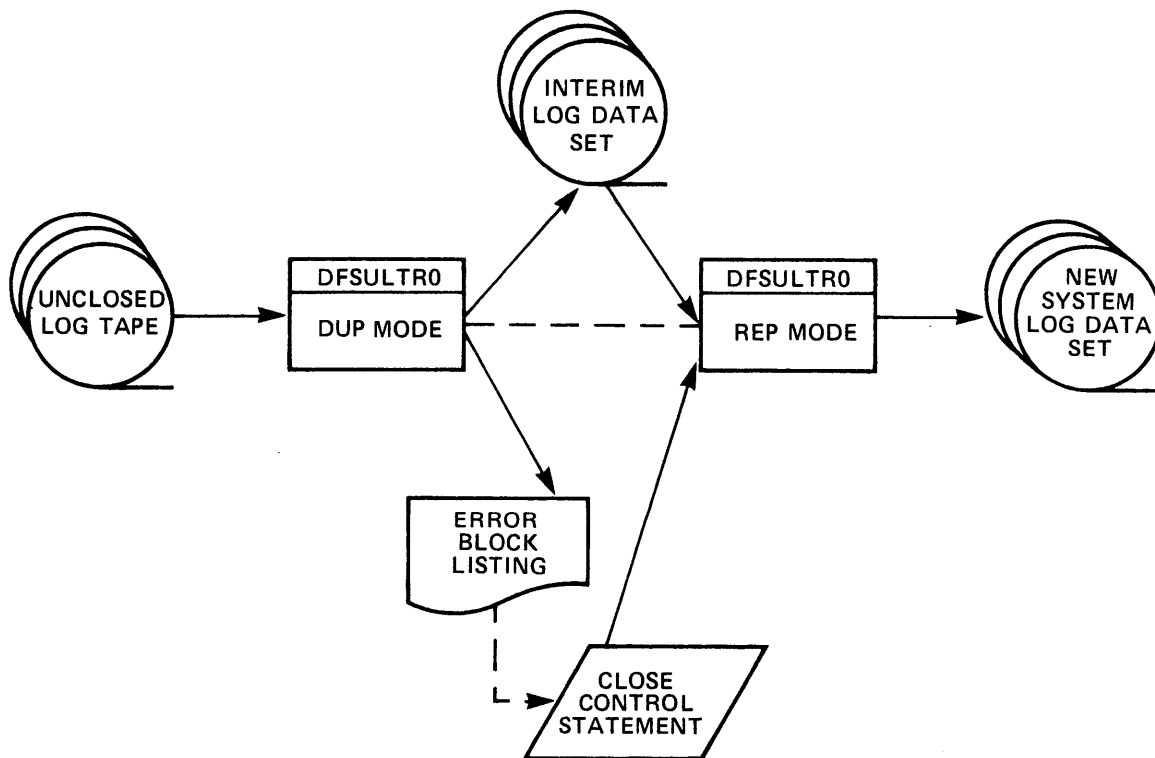 INTERIM
LOG DATA
SET
UNCLOSED
LOG TAPE
DFSULTR0
DUP MODE
DFSULTR0
REP MODE
NEW
SYSTEM
LOG DATA
SET
ERROR
BLOCK
LISTING
CLOSE
CONTROL
STATEMENT